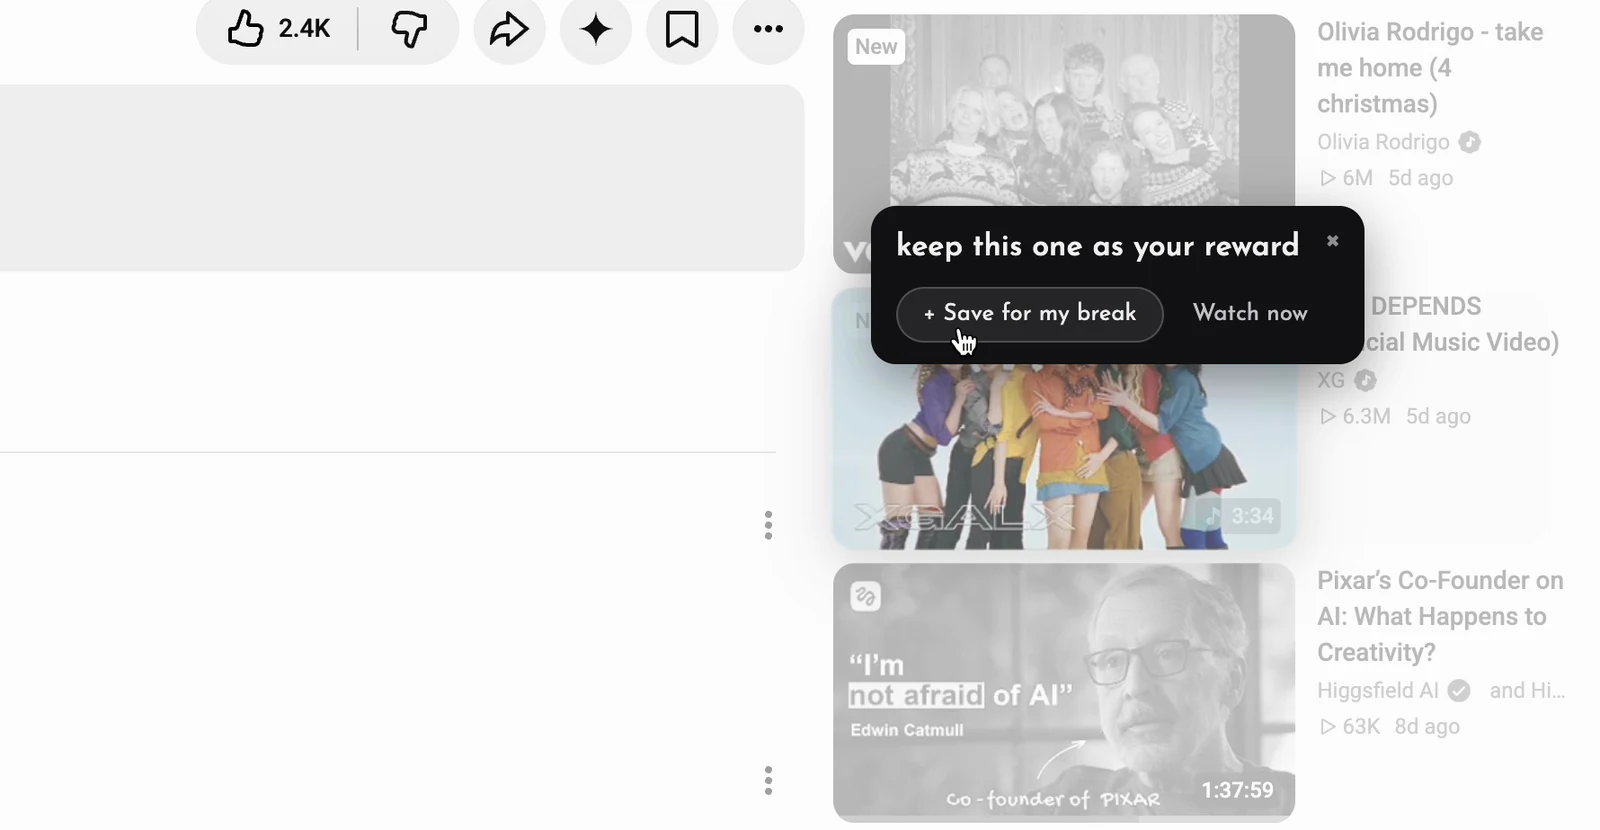 2.4K
New
Olivia Rodrigo - take
me home (4
christmas)
Olivia Rodrigo
6M 5d ago
keep this one as your reward
+ Save for my break
Watch now
DEPENDS
cial Music Video)
XG
6.3M 5d ago
XGALX
3:34
Pixar’s Co-Founder on
AI: What Happens to
Creativity?
Higgsfield AI and Hi...
63K 8d ago
“I’m
not afraid of AI”
Edwin Catmull
Co-founder of PIXAR
1:37:59